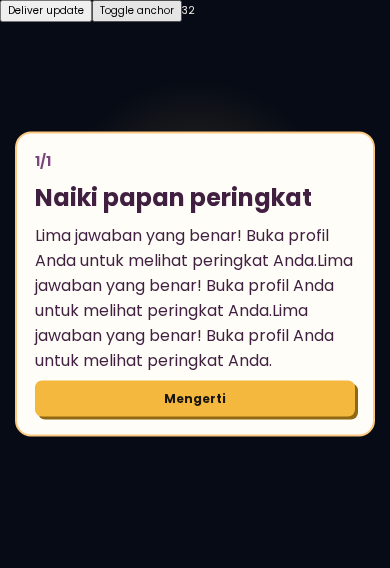 Deliver update Toggle anchor 32
1/1
Naiki papan peringkat
Lima jawaban yang benar! Buka profil
Anda untuk melihat peringkat Anda.Lima
jawaban yang benar! Buka profil Anda
untuk melihat peringkat Anda.Lima
jawaban yang benar! Buka profil Anda
untuk melihat peringkat Anda.
Mengerti